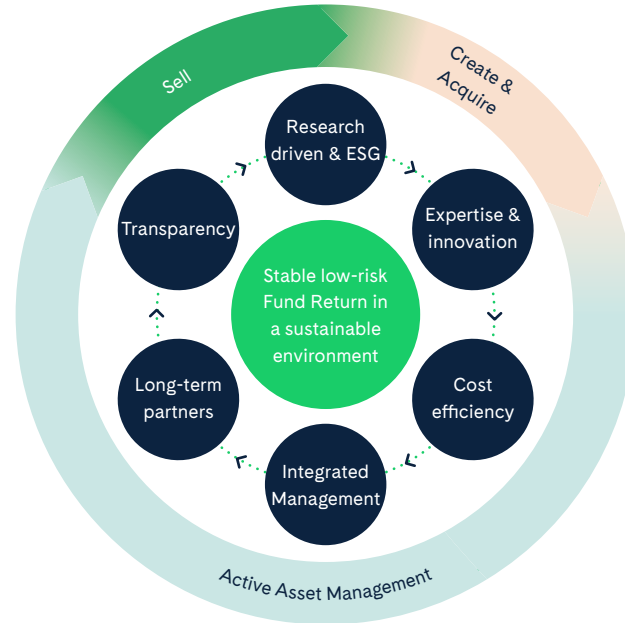 Sell
Create &
Acquire
Research
driven & ESG
Transparency
Expertise &
innovation
Stable low-risk
Fund Return in
a sustainable
environment
Long-term
partners
Cost
efficiency
Integrated
Management
Active Asset Management